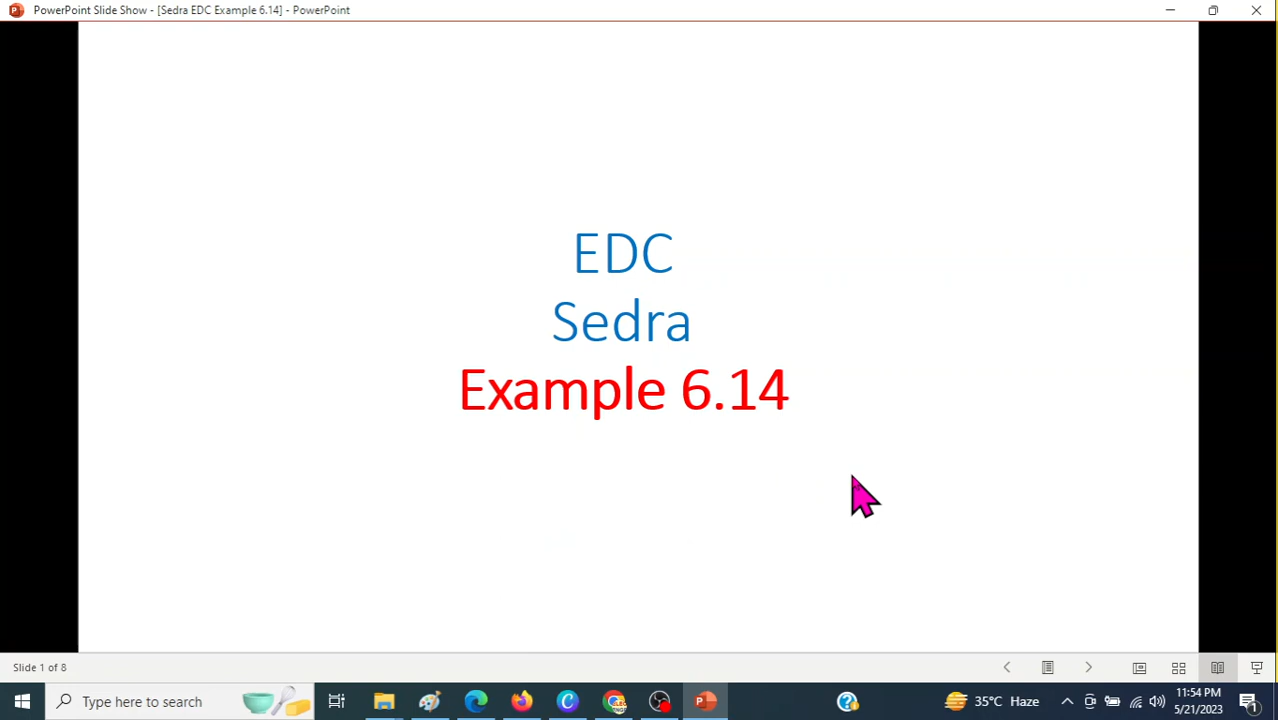 PowerPoint Slide Show - [Sedra EDC Example 6.14] - PowerPoint
EDC
Sedra
Example 6.14
Slide 1 of 8
Type here to search
35°C Haze
11:54 PM
5/21/2023
1